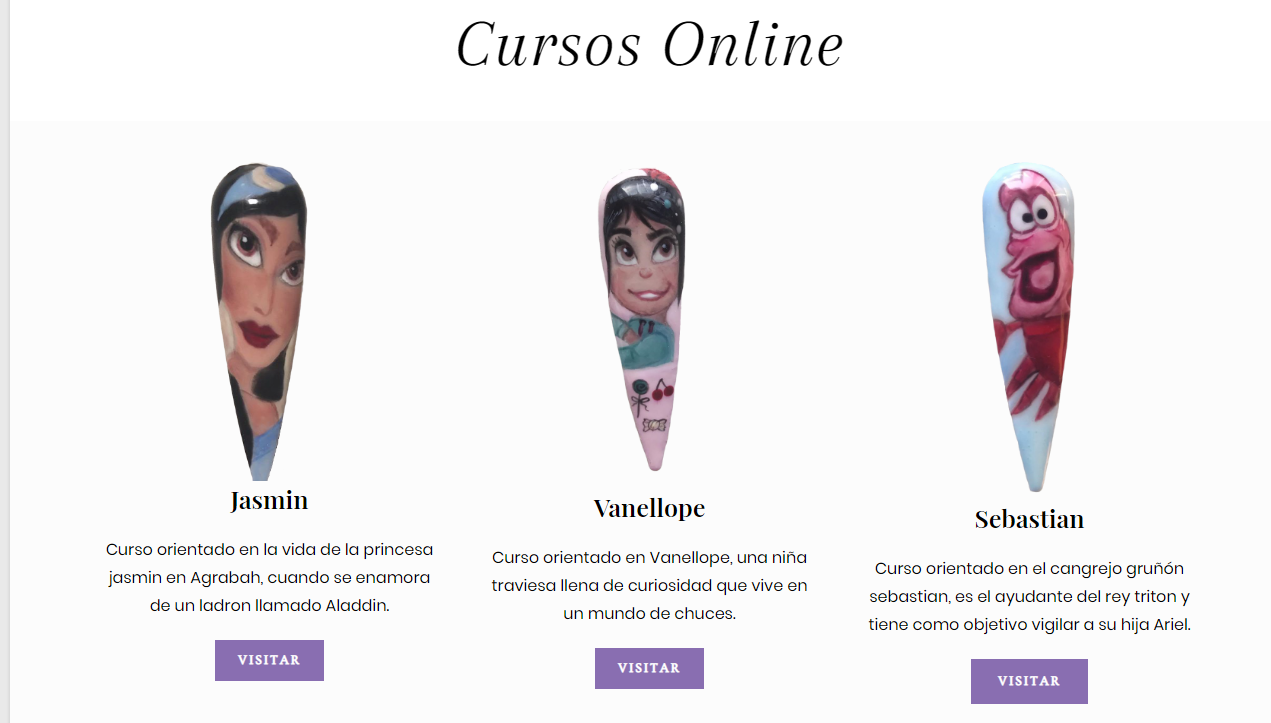 Cursos Online
Jasmin
Curso orientado en la vida de la princesa
jasmin en Agrabah, cuando se enamora
de un ladron llamado Aladdin.
VISITAR
Vanellope
Curso orientado en Vanellope, una niña
traviesa llena de curiosidad que vive en
un mundo de chuces.
VISITAR
Sebastian
Curso orientado en el cangrejo gruñón
sebastian, es el ayudante del rey triton y
tiene como objetivo vigilar a su hija Ariel.
VISITAR